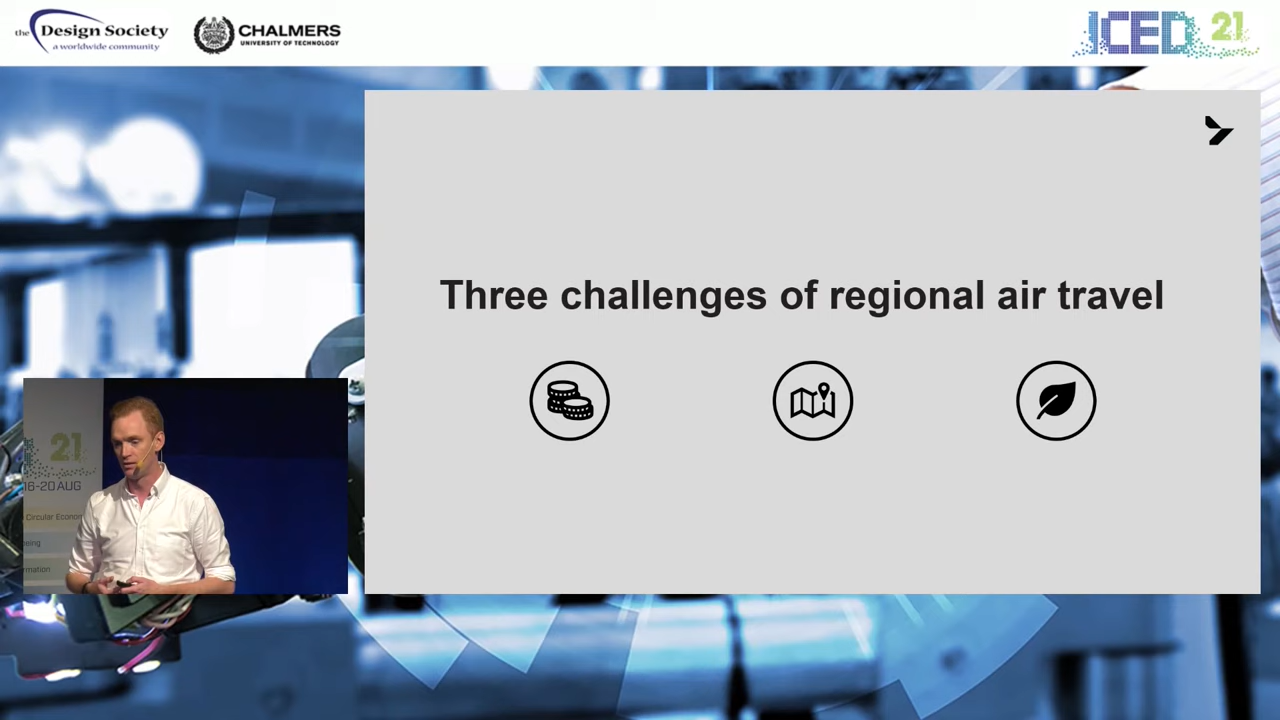 the Design Society
a worldwide community
CHALMERS
UNIVERSITY OF TECHNOLOGY
ICED 21
Three challenges of regional air travel
21
16-20 AUG
Circular Econom